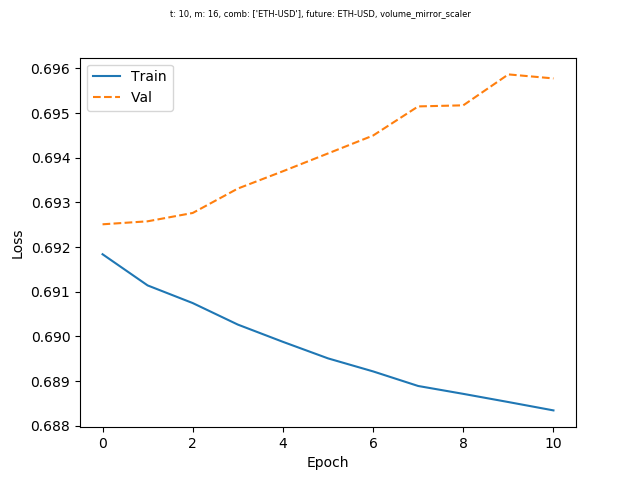 t: 10, m: 16, comb: ['ETH-USD'], future: ETH-USD, volume_mirror_scaler
Train
Val
0.696
0.695
0.694
0.693
0.692
0.691
0.690
0.689
0.688
Loss
0 2 4 6 8 10
Epoch